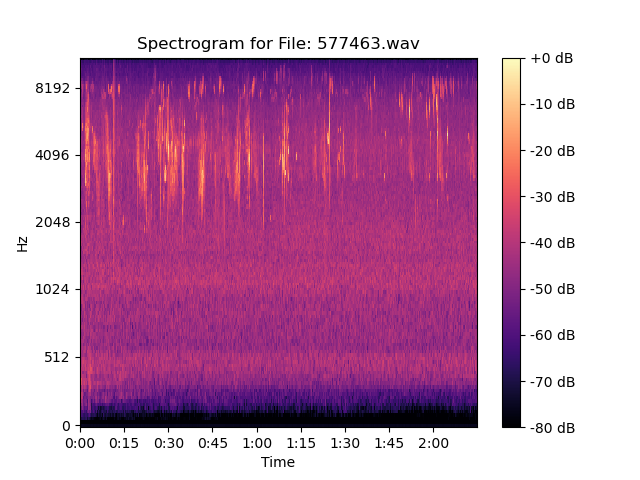 Spectrogram for File: 577463.wav
8192
4096
2048
1024
512
0
Hz
0:00 0:15 0:30 0:45 1:00 1:15 1:30 1:45 2:00
Time
+0 dB
-10 dB
-20 dB
-30 dB
-40 dB
-50 dB
-60 dB
-70 dB
-80 dB